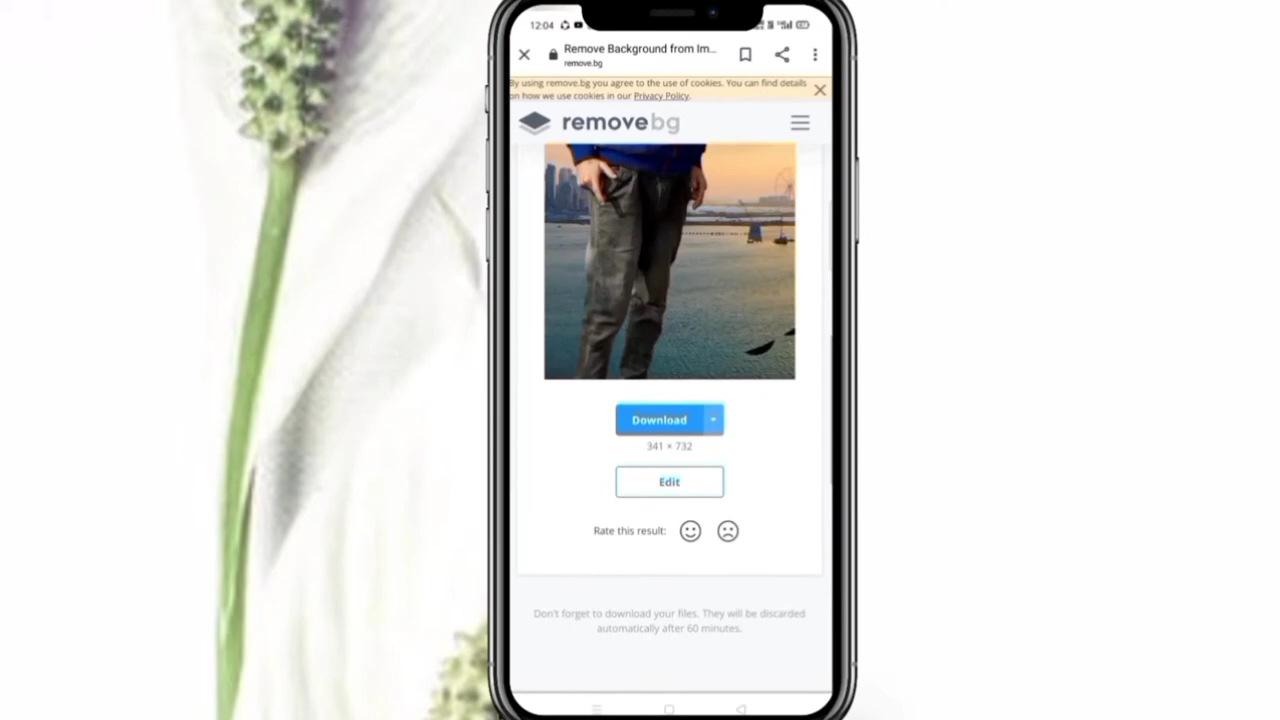 12:04
Remove Background from Im...
remove.bg
By using remove.bg you agree to the use of cookies. You can find details
on how we use cookies in our Privacy Policy.
removebg
Download
341 × 732
Edit
Rate this result:
Don't forget to download your files. They will be discarded
automatically after 60 minutes.